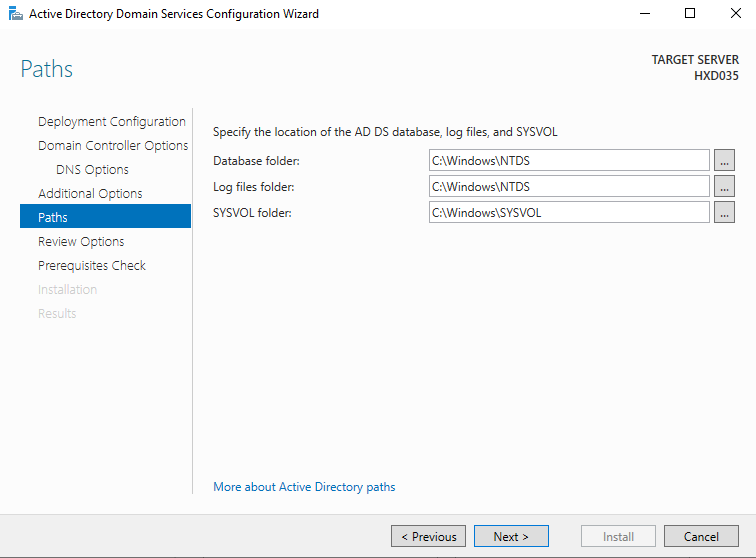 Active Directory Domain Services Configuration Wizard
Paths
TARGET SERVER
HXD035
Deployment Configuration
Domain Controller Options
DNS Options
Additional Options
Paths
Review Options
Prerequisites Check
Installation
Results
Specify the location of the AD DS database, log files, and SYSVOL
Database folder: C:\Windows\NTDS ...
Log files folder: C:\Windows\NTDS ...
SYSVOL folder: C:\Windows\SYSVOL ...
More about Active Directory paths
< Previous Next > Install Cancel